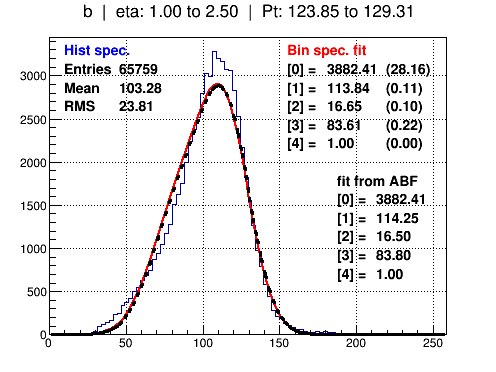 b | eta: 1.00 to 2.50 | Pt: 123.85 to 129.31
Hist spec.
Entries 65759
Mean 103.28
RMS 23.81
Bin spec. fit
[0] = 3882.41 (28.16)
[1] = 113.84 (0.11)
[2] = 16.65 (0.10)
[3] = 83.61 (0.22)
[4] = 1.00 (0.00)
fit from ABF
[0] = 3882.41
[1] = 114.25
[2] = 16.50
[3] = 83.80
[4] = 1.00
3000
2500
2000
1500
1000
500
0
0 50 100 150 200 250